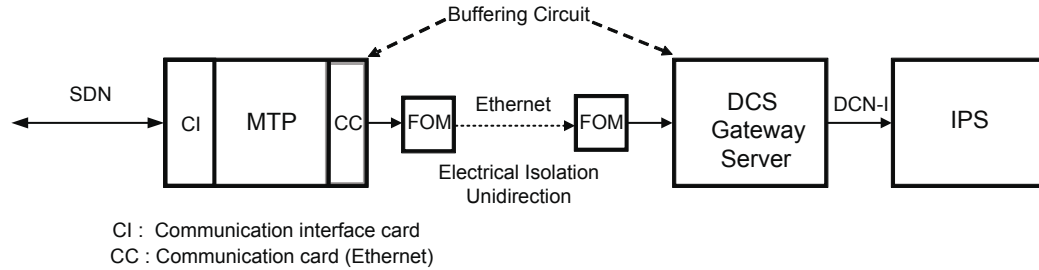 Buffering Circuit
SDN
CI
MTP
CC
FOM
Ethernet
FOM
DCS
Gateway
Server
DCN-I
IPS
Electrical Isolation
Unidirection
CI : Communication interface card
CC : Communication card (Ethernet)